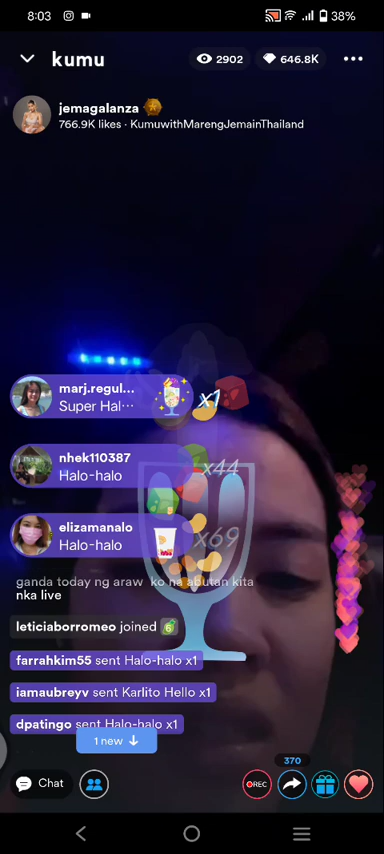 8:03
38%
kumu
2902
646.8K
jemagalanza
766.9K likes · KumuwithMarengJemainThailand
marj.regul...
Super Hal...
x1
nhek110387
Halo-halo
x44
elizamanalo
Halo-halo
x69
ganda today ng araw ko na abutan kita
nka live
leticiaborromeo joined
6
farrahkim55 sent Halo-halo x1
iamaubreyv sent Karlito Hello x1
dpatingo sent Halo-halo x1
1 new ↓
370
Chat
REC